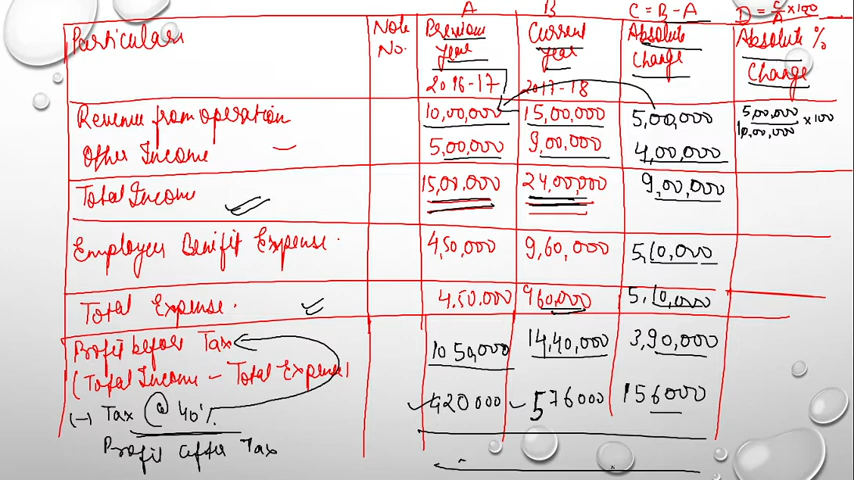 A B C = B - A D = C/A × 100
Particulars Note No. Previous year 2016-17 Current year 2017-18 Absolute Change Absolute % Change
Revenue from operation 10,00,000 15,00,000 5,00,000 5,00,000/10,00,000 × 100
Other Income 5,00,000 9,00,000 4,00,000
Total Income 15,00,000 24,00,000 9,00,000
Employees Benifit Expense. 4,50,000 9,60,000 5,10,000
Total Expense. 4.50.000 960,000 5,10,000
Profit before Tax 1050,000 14,40,000 3,90,000
(Total Income - Total Expense)
(-) Tax @ 40% 420000 576000 156000
Profit after Tax